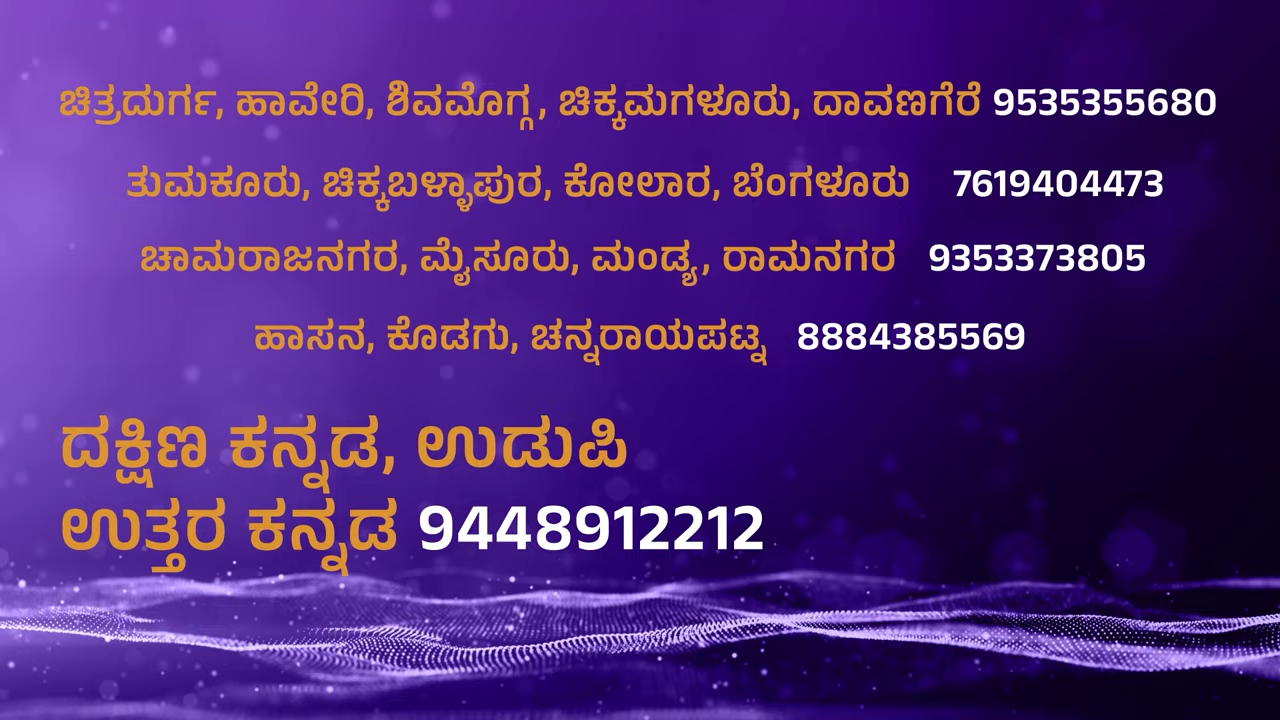 ಚಿತ್ರದುರ್ಗ, ಹಾವೇರಿ, ಶಿವಮೊಗ್ಗ, ಚಿಕ್ಕಮಗಳೂರು, ದಾವಣಗೆರೆ 9535355680
ತುಮಕೂರು, ಚಿಕ್ಕಬಳ್ಳಾಪುರ, ಕೋಲಾರ, ಬೆಂಗಳೂರು 7619404473
ಚಾಮರಾಜನಗರ, ಮೈಸೂರು, ಮಂಡ್ಯ, ರಾಮನಗರ 9353373805
ಹಾಸನ, ಕೊಡಗು, ಚನ್ನರಾಯಪಟ್ನ 8884385569
ದಕ್ಷಿಣ ಕನ್ನಡ, ಉಡುಪಿ
ಉತ್ತರ ಕನ್ನಡ 9448912212